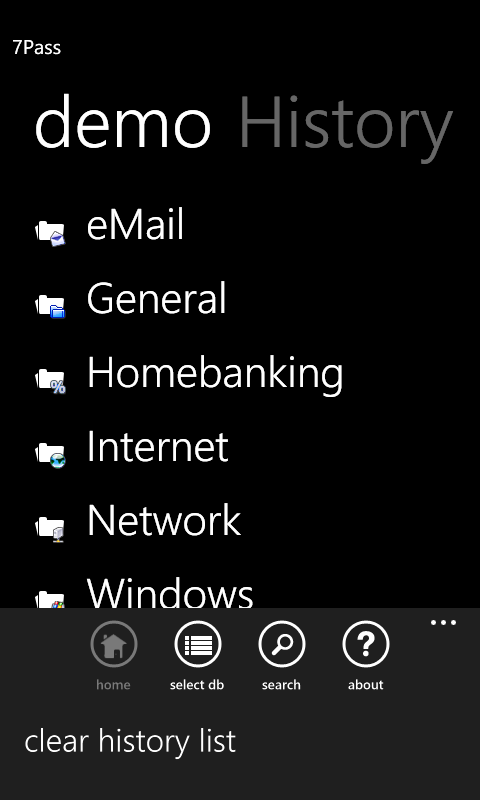 7Pass
demo History
eMail
General
Homebanking
Internet
Network
Windows
home select db search about
clear history list